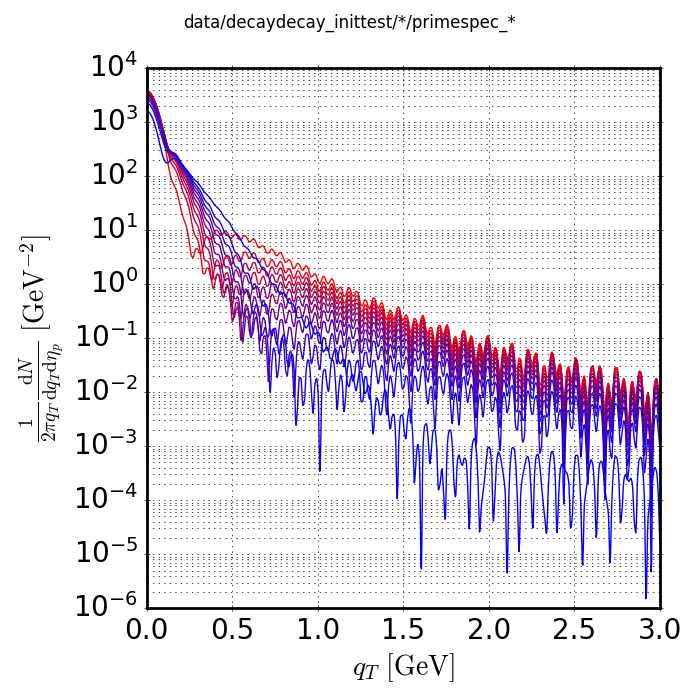 data/decaydecay_inittest/*/primespec_*
10^4
10^3
10^2
10^1
10^0
10^−1
10^−2
10^−3
10^−4
10^−5
10^−6
\frac{1}{2πq_T} \frac{dN}{dq_T dη_p} [GeV^{−2}]
0.0 0.5 1.0 1.5 2.0 2.5 3.0
q_T [GeV]